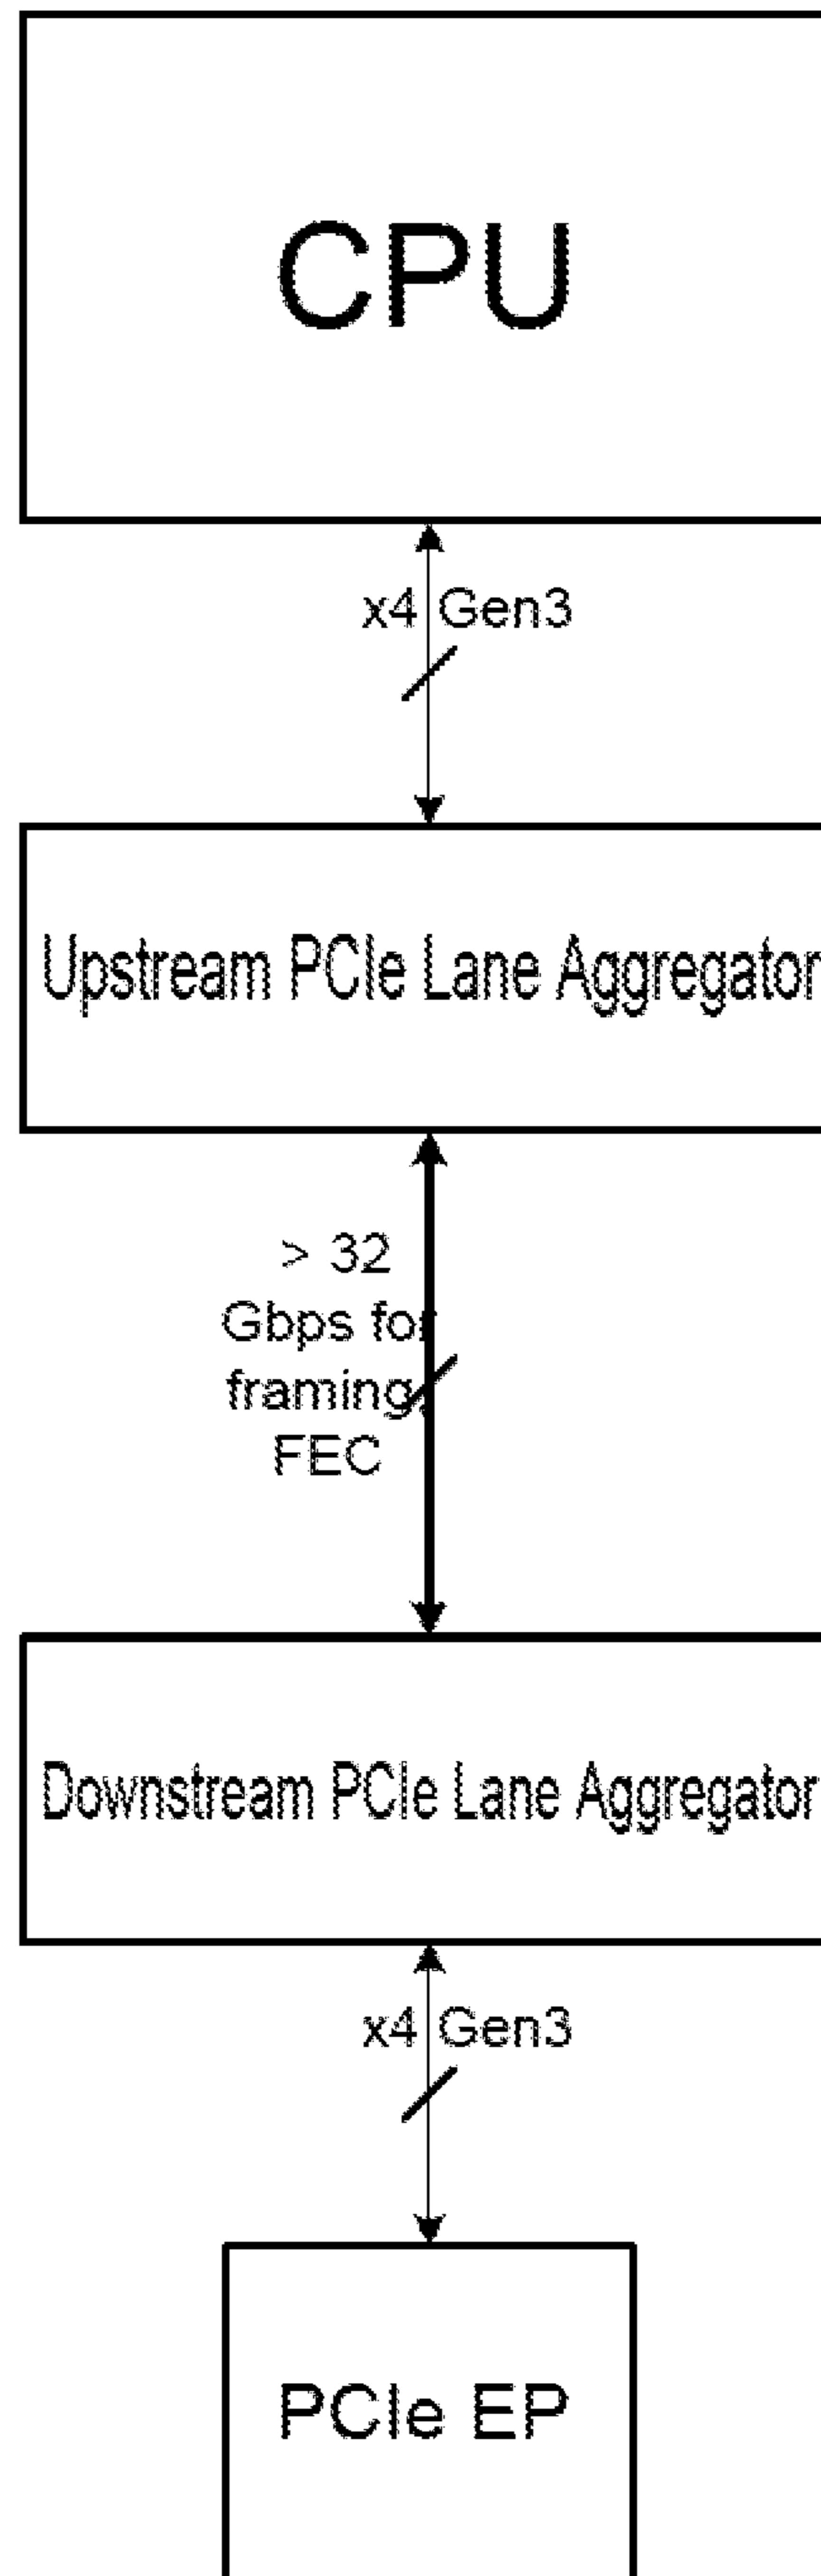 CPU
x4 Gen3
Upstream PCIe Lane Aggregator
> 32
Gbps for
framing,
FEC
Downstream PCIe Lane Aggregator
x4 Gen3
PCIe EP